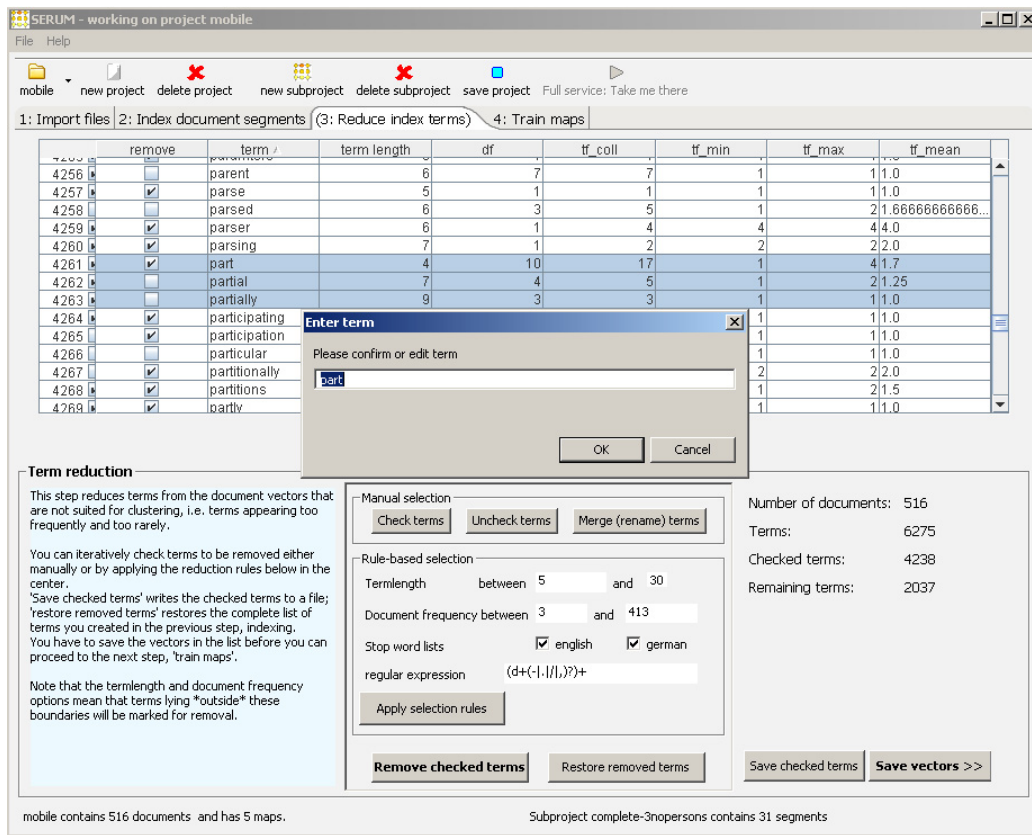 SERUM - working on project mobile
File Help
mobile new project delete project new subproject delete subproject save project Full service: Take me there
1: Import files 2: Index document segments (3: Reduce index terms) 4: Train maps
remove term / term length df tf_coll tf_min tf_max tf_mean
4256 parent 6 7 7 1 1 1.0
4257 parse 5 1 1 1 1 1.0
4258 parsed 6 3 5 1 2 1.66666666666...
4259 parser 6 1 4 4 4 4.0
4260 parsing 7 1 2 2 2 2.0
4261 part 4 10 17 1 4 1.7
4262 partial 7 4 5 1 2 1.25
4263 partially 9 3 3 1 1 1.0
4264 participating 1 1 1.0
4265 participation 1 1 1.0
4266 particular 1 1 1.0
4267 partitionally 2 2 2.0
4268 partitions 1 2 1.5
4269 partly 1 1 1.0
Enter term
Please confirm or edit term
part
OK Cancel
Term reduction
This step reduces terms from the document vectors that
are not suited for clustering, i.e. terms appearing too
frequently and too rarely.
You can iteratively check terms to be removed either
manually or by applying the reduction rules below in the
center.
'Save checked terms' writes the checked terms to a file;
'restore removed terms' restores the complete list of
terms you created in the previous step, indexing.
You have to save the vectors in the list before you can
proceed to the next step, 'train maps'.
Note that the termlength and document frequency
options mean that terms lying *outside* these
boundaries will be marked for removal.
Manual selection
Check terms Uncheck terms Merge (rename) terms
Rule-based selection
Termlength between 5 and 30
Document frequency between 3 and 413
Stop word lists english german
regular expression (d+(-|.|/|,)?)+
Apply selection rules
Remove checked terms Restore removed terms
Number of documents: 516
Terms: 6275
Checked terms: 4238
Remaining terms: 2037
Save checked terms Save vectors >>
mobile contains 516 documents and has 5 maps. Subproject complete-3nopersons contains 31 segments